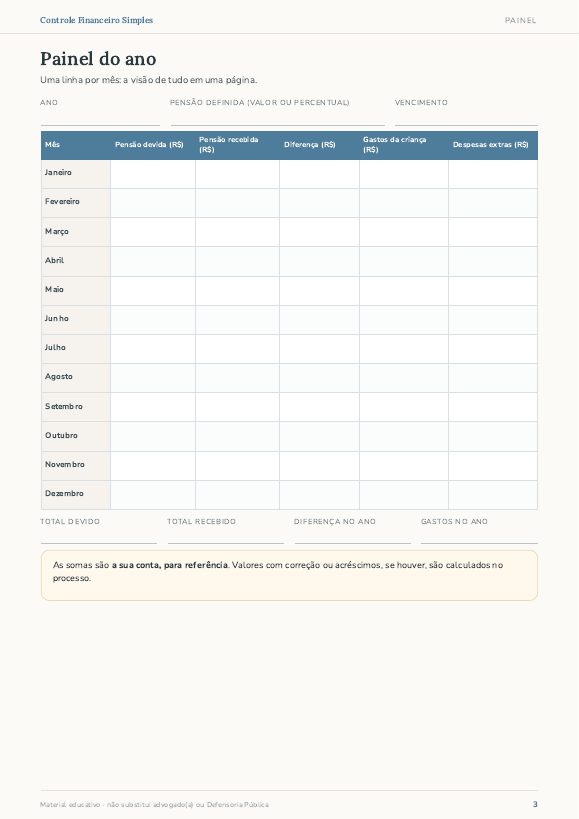 Controle Financeiro Simples
PAINEL
Painel do ano
Uma linha por mês: a visão de tudo em uma página.
ANO
PENSÃO DEFINIDA (VALOR OU PERCENTUAL)
VENCIMENTO
Mês
Pensão devida (R$)
Pensão recebida
(R$)
Diferença (R$)
Gastos da criança
(R$)
Despesas extras (R$)
Janeiro
Fevereiro
Março
Abril
Maio
Junho
Julho
Agosto
Setembro
Outubro
Novembro
Dezembro
TOTAL DEVIDO
TOTAL RECEBIDO
DIFERENÇA NO ANO
GASTOS NO ANO
As somas são a sua conta, para referência. Valores com correção ou acréscimos, se houver, são calculados no
processo.
Material educativo · não substitui advogado(a) ou Defensoria Pública
3